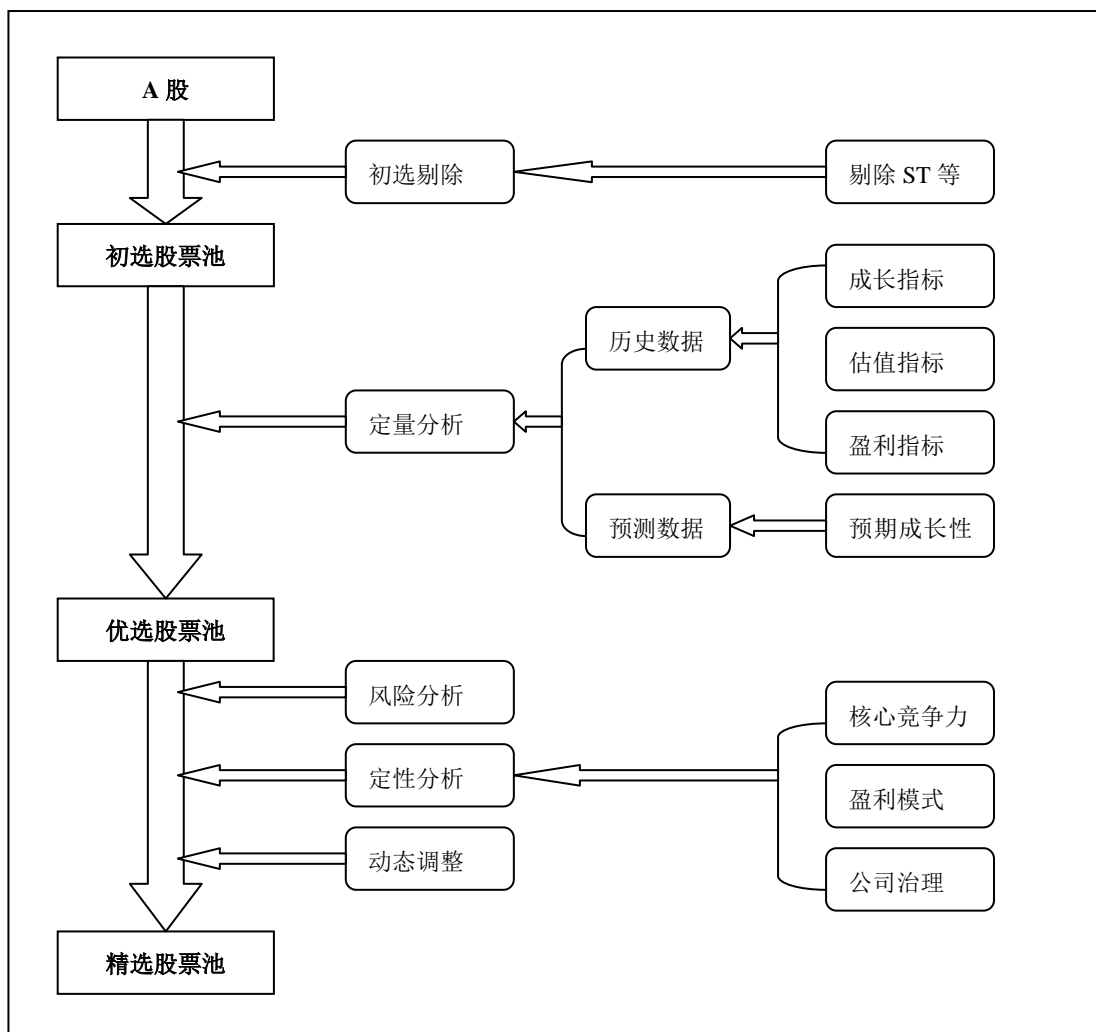 A 股
初选剔除
剔除 ST 等
初选股票池
成长指标
历史数据
估值指标
定量分析
盈利指标
预测数据
预期成长性
优选股票池
风险分析
核心竞争力
定性分析
盈利模式
动态调整
公司治理
精选股票池